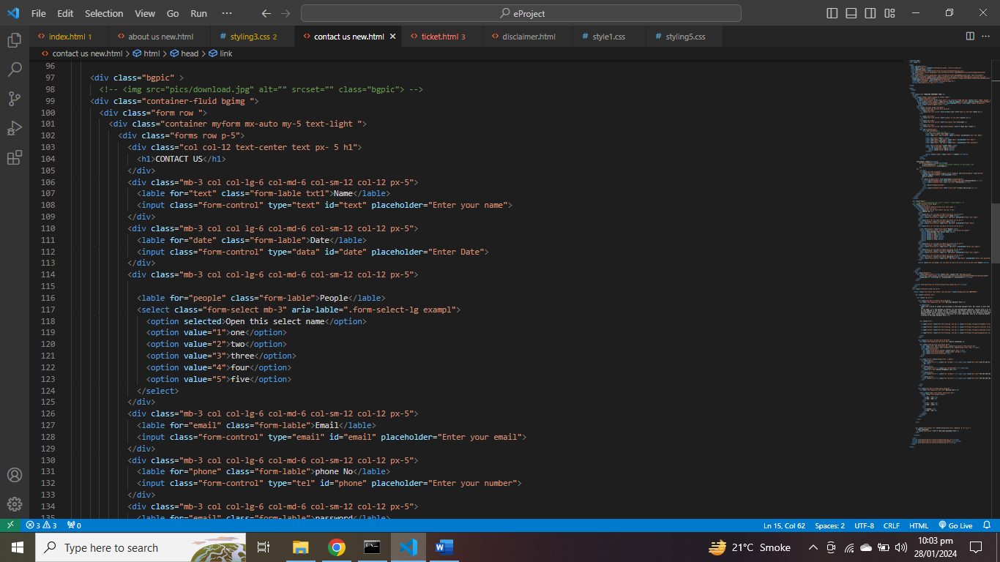 File Edit Selection View Go Run ··· eProject
index.html 1 about us new.html styling3.css 2 contact us new.html ticket.html 3 disclaimer.html style1.css styling5.css
contact us new.html > html > head > link
96
97 <div class="bgpic" >
98 <!-- <img src="pics/download.jpg" alt="" srcset="" class="bgpic"> -->
99 <div class="container-fluid bgimg ">
100 <div class="form row ">
101 <div class="container myform mx-auto my-5 text-light ">
102 <div class="forms row p-5">
103 <div class="col col-12 text-center text px- 5 h1">
104 <h1>CONTACT US</h1>
105 </div>
106 <div class="mb-3 col col-lg-6 col-md-6 col-sm-12 col-12 px-5">
107 <lable for="text" class="form-lable txt1">Name</lable>
108 <input class="form-control" type="text" id="text" placeholder="Enter your name">
109 </div>
110 <div class="mb-3 col col lg-6 col-md-6 col-sm-12 col-12 px-5">
111 <lable for="date" class="form-lable">Date</lable>
112 <input class="form-control" type="data" id="date" placeholder="Enter Date">
113 </div>
114 <div class="mb-3 col col-lg-6 col-md-6 col-sm-12 col-12 px-5">
115
116 <lable for="people" class="form-lable">People</lable>
117 <select class="form-select mb-3" aria-lable=".form-select-lg exampl">
118 <option selected>Open this select name</option>
119 <option value="1">one</option>
120 <option value="2">two</option>
121 <option value="3">three</option>
122 <option value="4">four</option>
123 <option value="5">five</option>
124 </select>
125 </div>
126 <div class="mb-3 col col-lg-6 col-md-6 col-sm-12 col-12 px-5">
127 <lable for="email" class="form-lable">Email</lable>
128 <input class="form-control" type="email" id="email" placeholder="Enter your email">
129 </div>
130 <div class="mb-3 col col-lg-6 col-md-6 col-sm-12 col-12 px-5">
131 <lable for="phone" class="form-lable">phone No</lable>
132 <input class="form-control" type="tel" id="phone" placeholder="Enter your number">
133 </div>
134 <div class="mb-3 col col-lg-6 col-md-6 col-sm-12 col-12 px-5">
135 <lable for="email" class="form-lable">password</lable>
3 3 0 Ln 15, Col 62 Spaces: 2 UTF-8 CRLF HTML Go Live
Type here to search 21°C Smoke 10:03 pm
28/01/2024